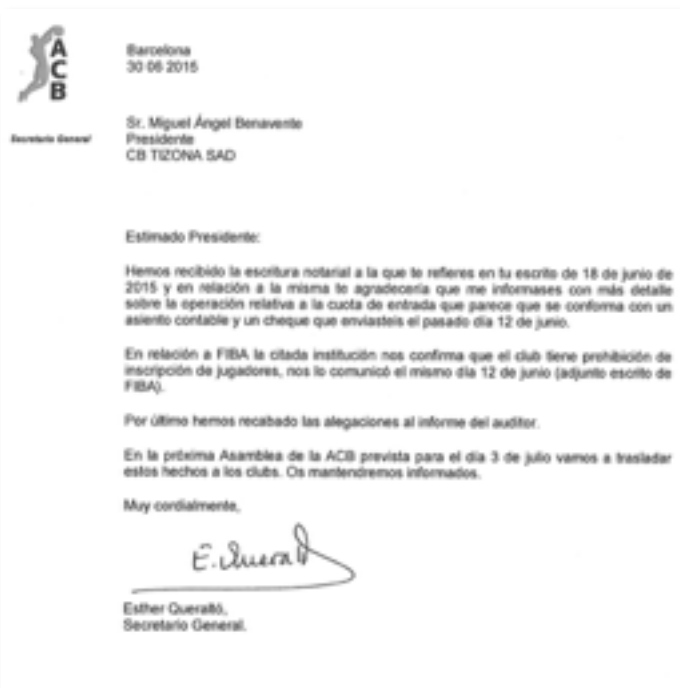 ACB
Secretario General
Barcelona
30 06 2015
Sr. Miguel Ángel Benavente
Presidente
CB TIZONA SAD
Estimado Presidente:
Hemos recibido la escritura notarial a la que te refieres en tu escrito de 18 de junio de
2015 y en relación a la misma te agradecería que me informases con más detalle
sobre la operación relativa a la cuota de entrada que parece que se conforma con un
asiento contable y un cheque que enviasteis el pasado día 12 de junio.
En relación a FIBA la citada institución nos confirma que el club tiene prohibición de
inscripción de jugadores, nos lo comunicó el mismo día 12 de junio (adjunto escrito de
FIBA).
Por último hemos recabado las alegaciones al informe del auditor.
En la próxima Asamblea de la ACB prevista para el día 3 de julio vamos a trasladar
estos hechos a los clubs. Os mantendremos informados.
Muy cordialmente,
E. Queralt
Esther Queraltó,
Secretario General.